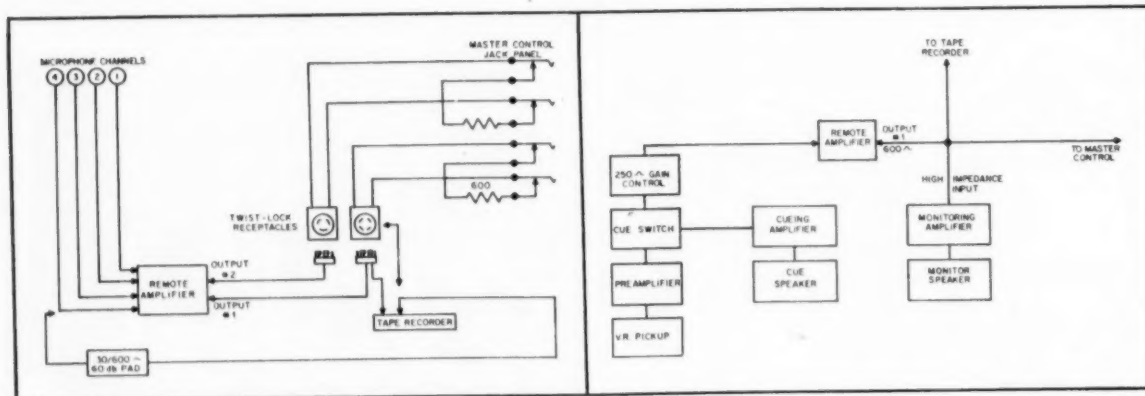 MASTER CONTROL
JACK PANEL
MICROPHONE CHANNELS
4 3 2 1
600
TWIST-LOCK
RECEPTACLES
OUTPUT
#2
REMOTE
AMPLIFIER
OUTPUT
#1
TAPE RECORDER
30/600 ~
60 db PAD
TO TAPE
RECORDER
REMOTE
AMPLIFIER
OUTPUT
#1
600 ~
TO MASTER
CONTROL
250 ~ GAIN
CONTROL
HIGH IMPEDANCE
INPUT
CUE SWITCH
CUEING
AMPLIFIER
MONITORING
AMPLIFIER
PREAMPLIFIER
CUE
SPEAKER
MONITOR
SPEAKER
V.R. PICKUP